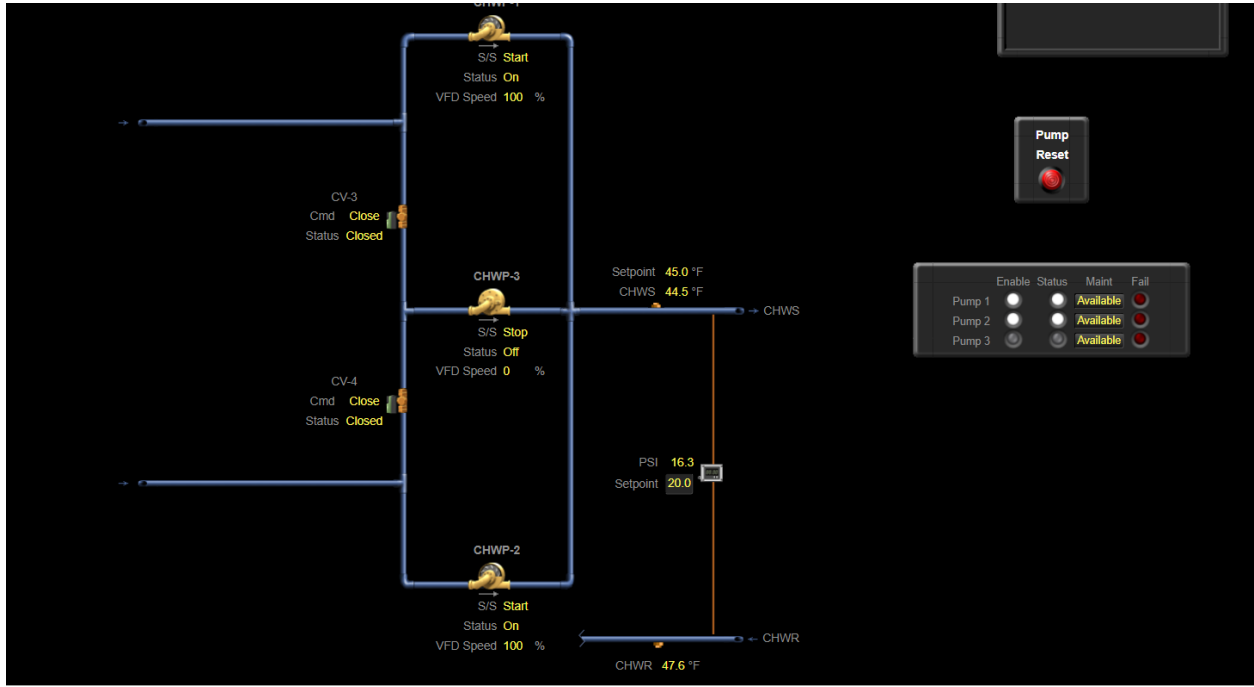 CHWP-1
S/S Start
Status On
VFD Speed 100 %
CV-3
Cmd Close
Status Closed
CHWP-3
S/S Stop
Status Off
VFD Speed 0 %
CV-4
Cmd Close
Status Closed
CHWP-2
S/S Start
Status On
VFD Speed 100 %
Setpoint 45.0 °F
CHWS 44.5 °F
CHWS
PSI 16.3
Setpoint 20.0
CHWR
CHWR 47.6 °F
Pump
Reset
Enable Status Maint Fail
Pump 1 Available
Pump 2 Available
Pump 3 Available